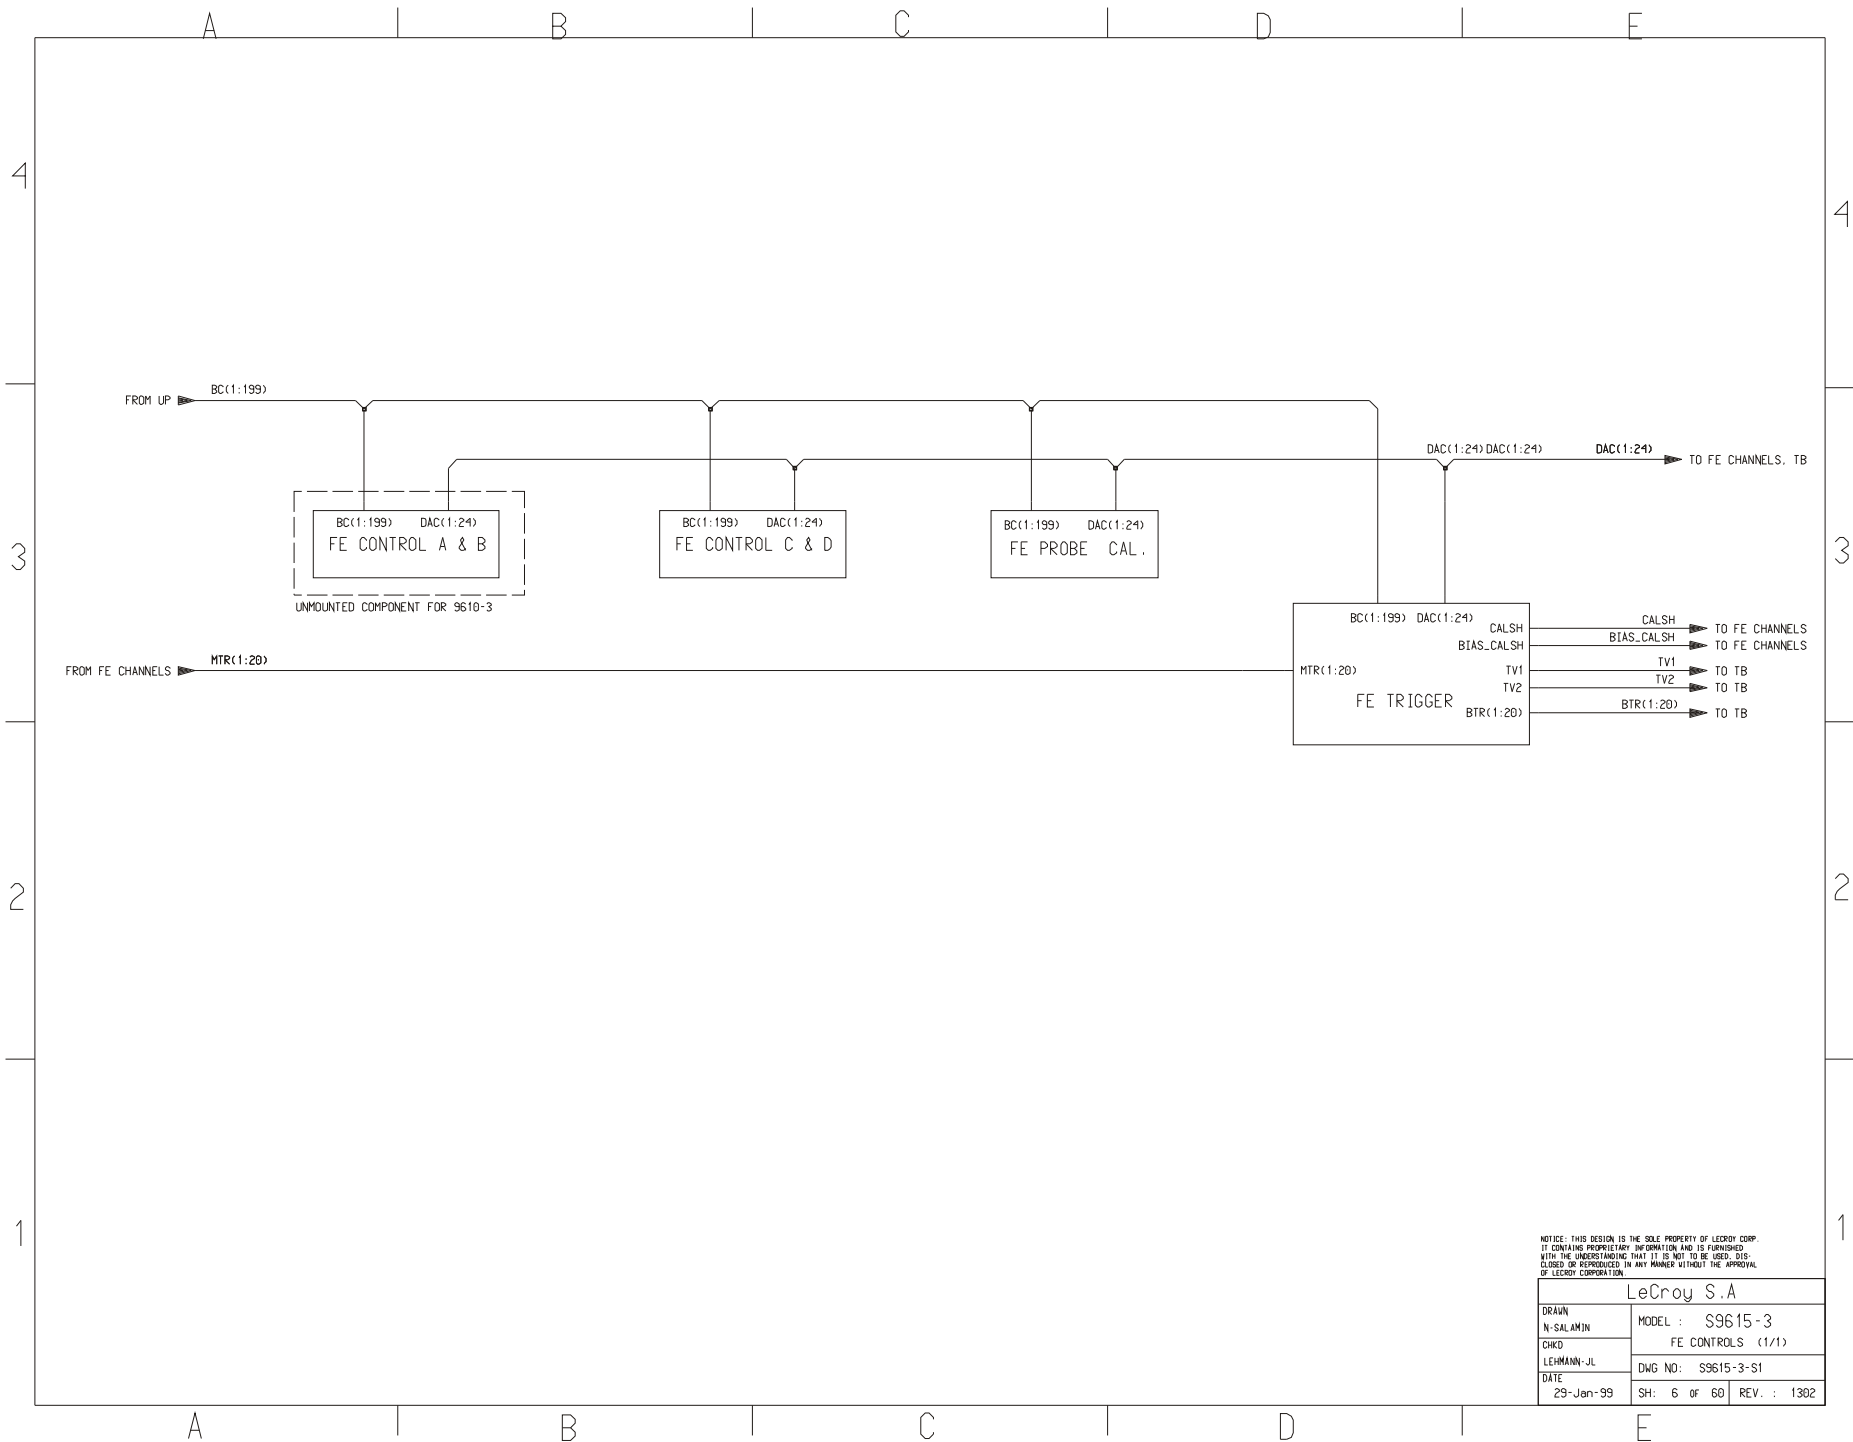 A B C D E
4 4
FROM UP BC(1:199)
DAC(1:24) DAC(1:24) DAC(1:24) TO FE CHANNELS, TB
BC(1:199) DAC(1:24)
FE CONTROL A & B
BC(1:199) DAC(1:24)
FE CONTROL C & D
BC(1:199) DAC(1:24)
FE PROBE CAL.
3 3
UNMOUNTED COMPONENT FOR 9610-3
FROM FE CHANNELS MTR(1:20)
BC(1:199) DAC(1:24)
MTR(1:20)
FE TRIGGER
CALSH CALSH TO FE CHANNELS
BIAS_CALSH BIAS_CALSH TO FE CHANNELS
TV1 TV1 TO TB
TV2 TV2 TO TB
BTR(1:20) BTR(1:20) TO TB
2 2
1 1
NOTICE: THIS DESIGN IS THE SOLE PROPERTY OF LECROY CORP.
IT CONTAINS PROPRIETARY INFORMATION AND IS FURNISHED
WITH THE UNDERSTANDING THAT IT IS NOT TO BE USED, DIS-
CLOSED OR REPRODUCED IN ANY MANNER WITHOUT THE APPROVAL
OF LECROY CORPORATION.
LeCroy S.A
DRAWN
N-SALAMIN
CHKD
LEHMANN-JL
DATE
29-Jan-99
MODEL : S9615-3
FE CONTROLS (1/1)
DWG NO: S9615-3-S1
SH: 6 OF 60 REV. : 1302
A B C D E